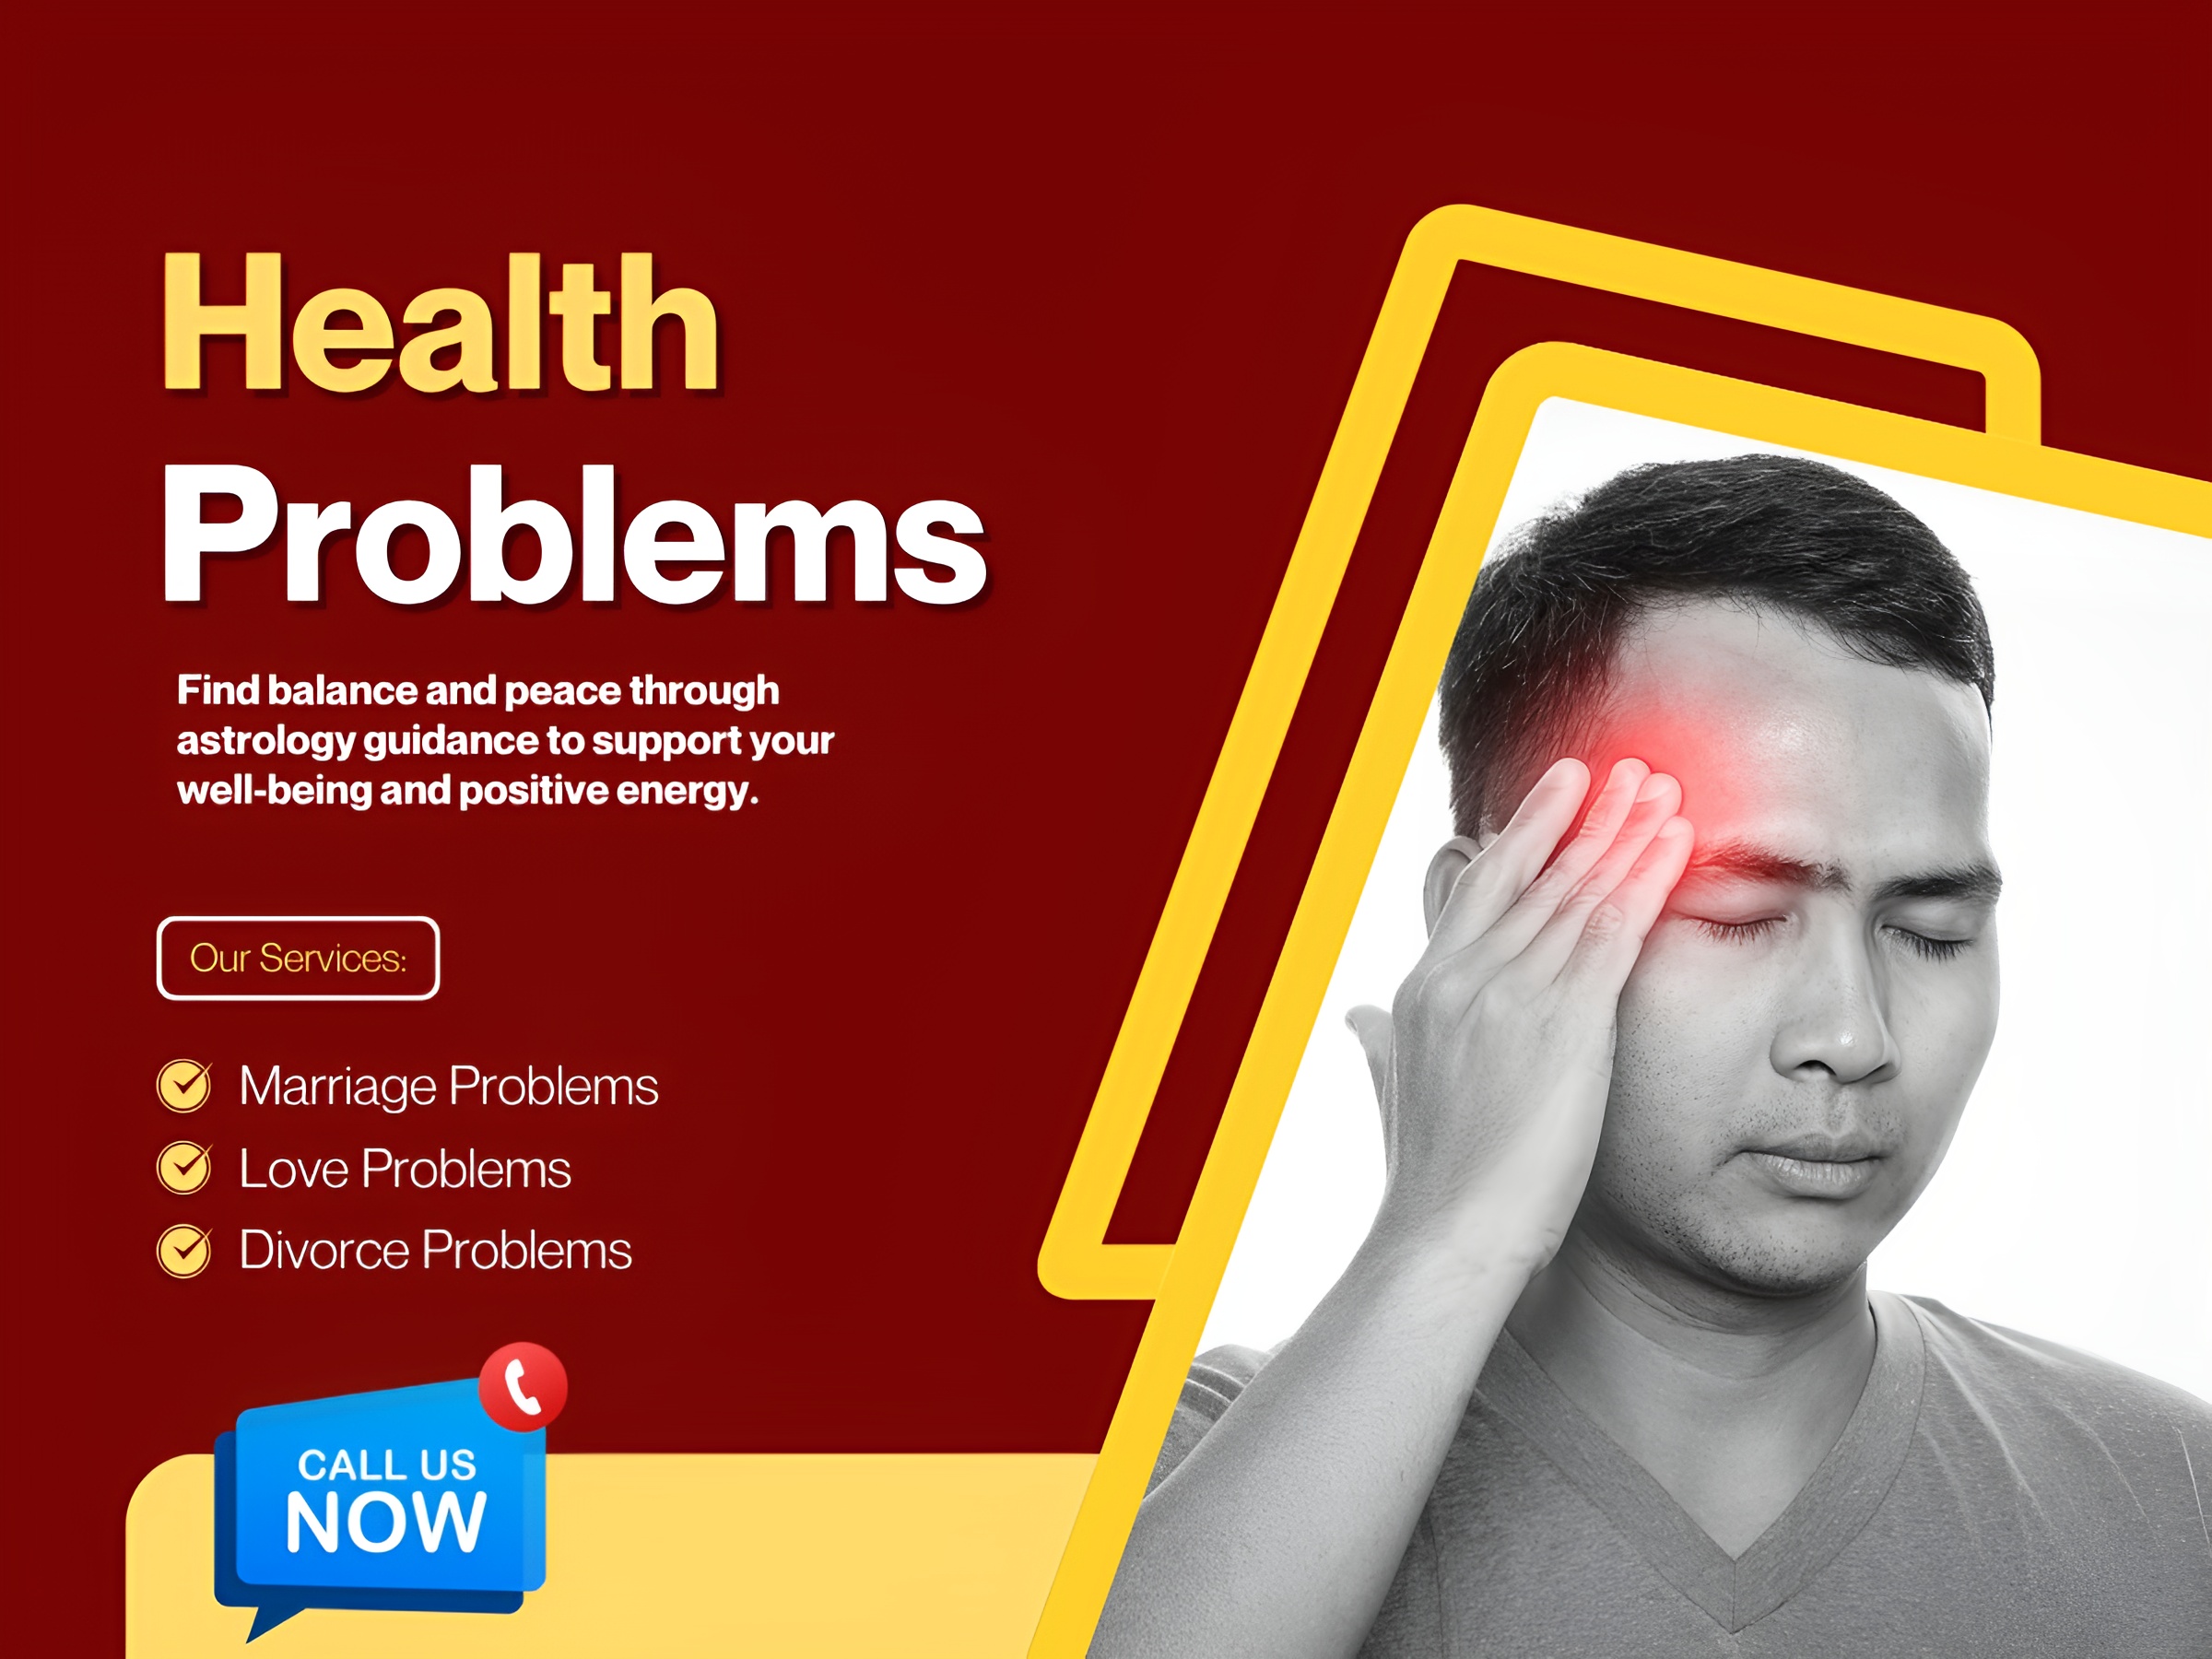 Health
Problems
Find balance and peace through
astrology guidance to support your
well-being and positive energy.
Our Services:
Marriage Problems
Love Problems
Divorce Problems
CALL US
NOW